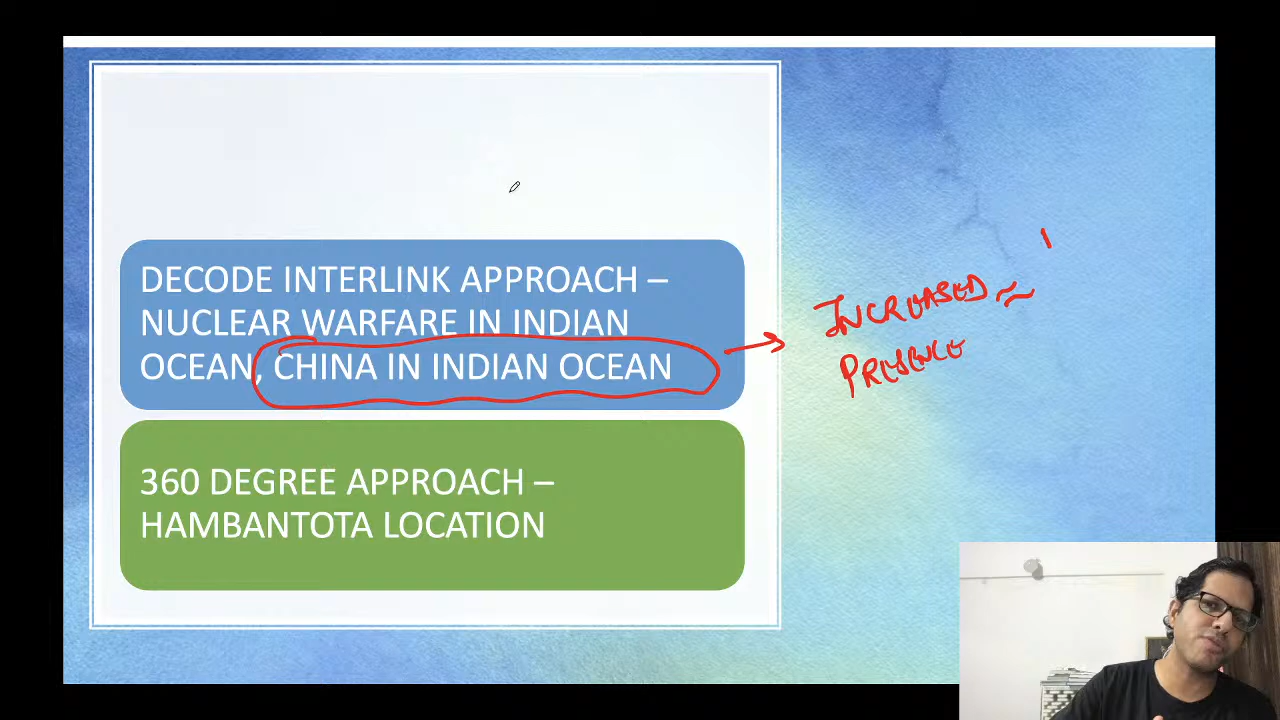 DECODE INTERLINK APPROACH –
NUCLEAR WARFARE IN INDIAN
OCEAN, CHINA IN INDIAN OCEAN
INCREASED
PRESENCE
360 DEGREE APPROACH –
HAMBANTOTA LOCATION